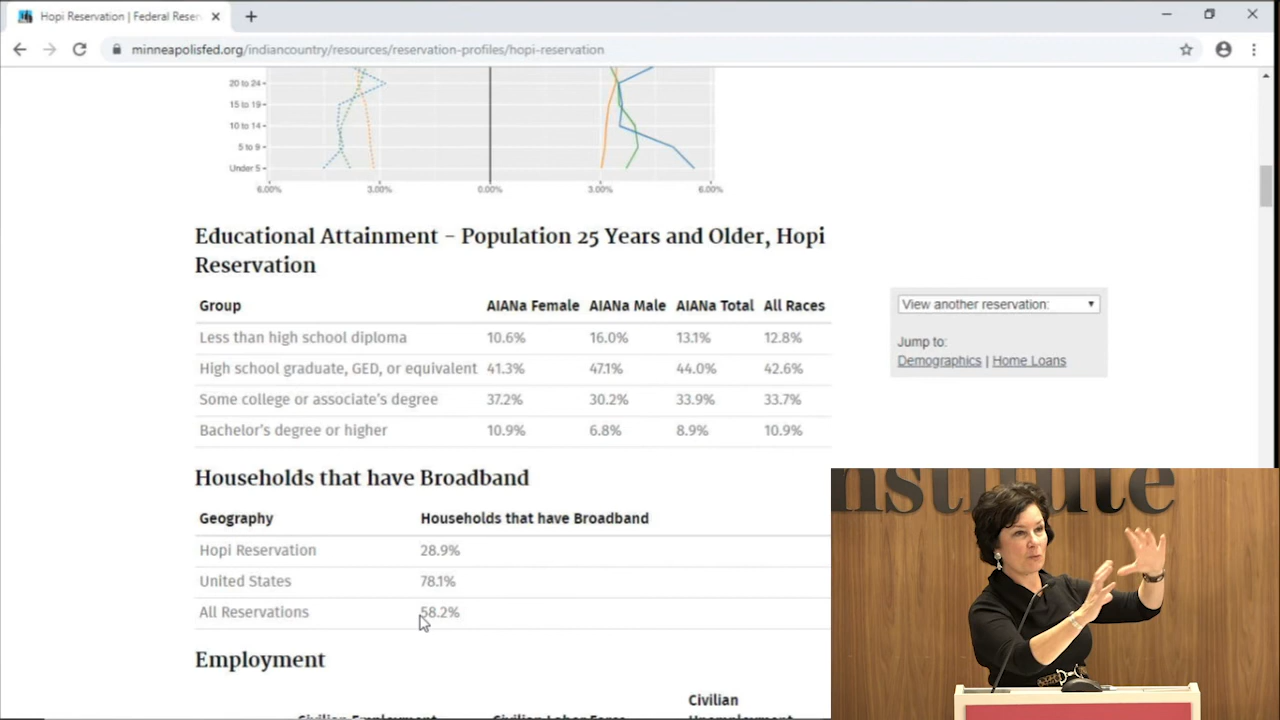 Hopi Reservation | Federal Reser
minneapolisfed.org/indiancountry/resources/reservation-profiles/hopi-reservation
20 to 24
15 to 19
10 to 14
5 to 9
Under 5
6.00% 3.00% 0.00% 3.00% 6.00%
Educational Attainment – Population 25 Years and Older, Hopi
Reservation
Group AIANa Female AIANa Male AIANa Total All Races
Less than high school diploma 10.6% 16.0% 13.1% 12.8%
High school graduate, GED, or equivalent 41.3% 47.1% 44.0% 42.6%
Some college or associate's degree 37.2% 30.2% 33.9% 33.7%
Bachelor's degree or higher 10.9% 6.8% 8.9% 10.9%
View another reservation:
Jump to:
Demographics | Home Loans
Households that have Broadband
Geography Households that have Broadband
Hopi Reservation 28.9%
United States 78.1%
All Reservations 58.2%
Employment
Civilian
Civilian Employment Civilian Labor Force Unemployment
nstitute